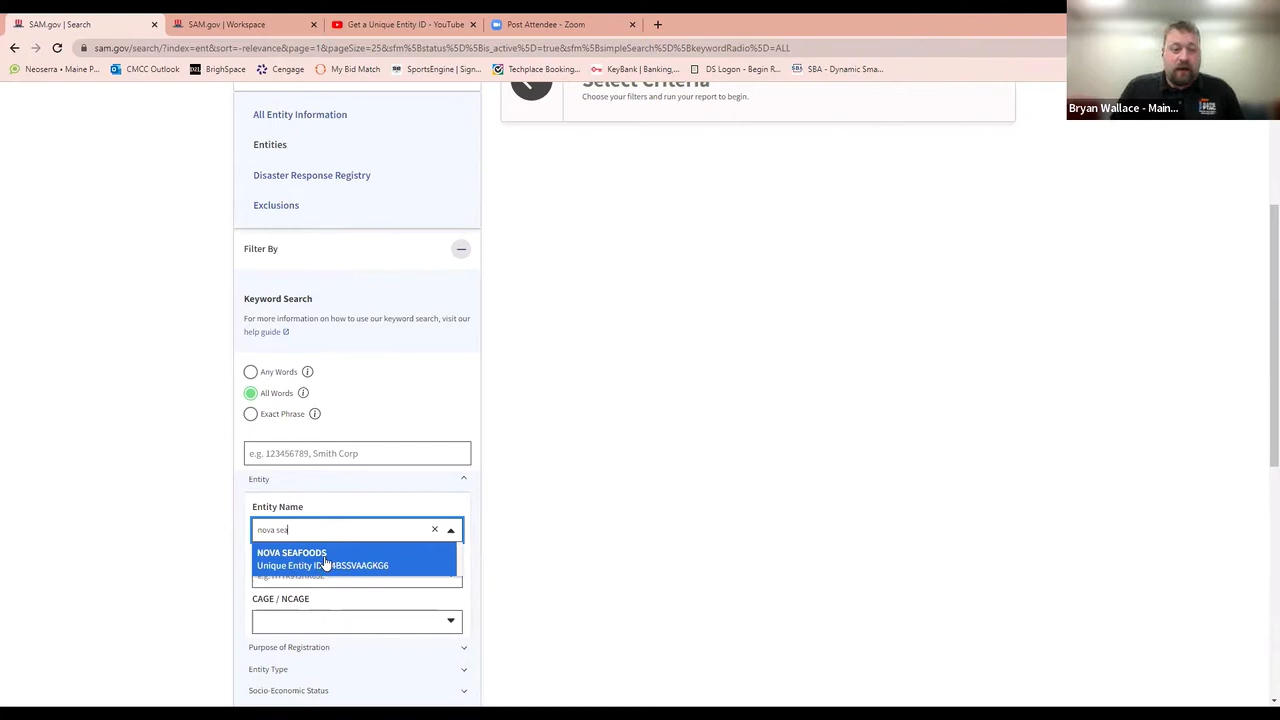 SAM.gov | Search
SAM.gov | Workspace
Get a Unique Entity ID - YouTube
Post Attendee - Zoom
sam.gov/search/?index=ent&sort=-relevance&page=1&pageSize=25&sfm%5Bstatus%5D%5Bis_active%5D=true&sfm%5BsimpleSearch%5D%5BkeywordRadio%5D=ALL
Neoserra • Maine P...
CMCC Outlook
BrighSpace
Cengage
My Bid Match
SportsEngine | Sign...
Techplace Booking,...
KeyBank | Banking,...
DS Logon - Begin R...
SBA - Dynamic Sma...
Bryan Wallace - Main...
Select Criteria
Choose your filters and run your report to begin.
All Entity Information
Entities
Disaster Response Registry
Exclusions
Filter By
Keyword Search
For more information on how to use our keyword search, visit our
help guide
Any Words
All Words
Exact Phrase
e.g. 123456789, Smith Corp
Entity
Entity Name
nova sea
NOVA SEAFOODS
Unique Entity ID
CAGE / NCAGE
Purpose of Registration
Entity Type
Socio-Economic Status